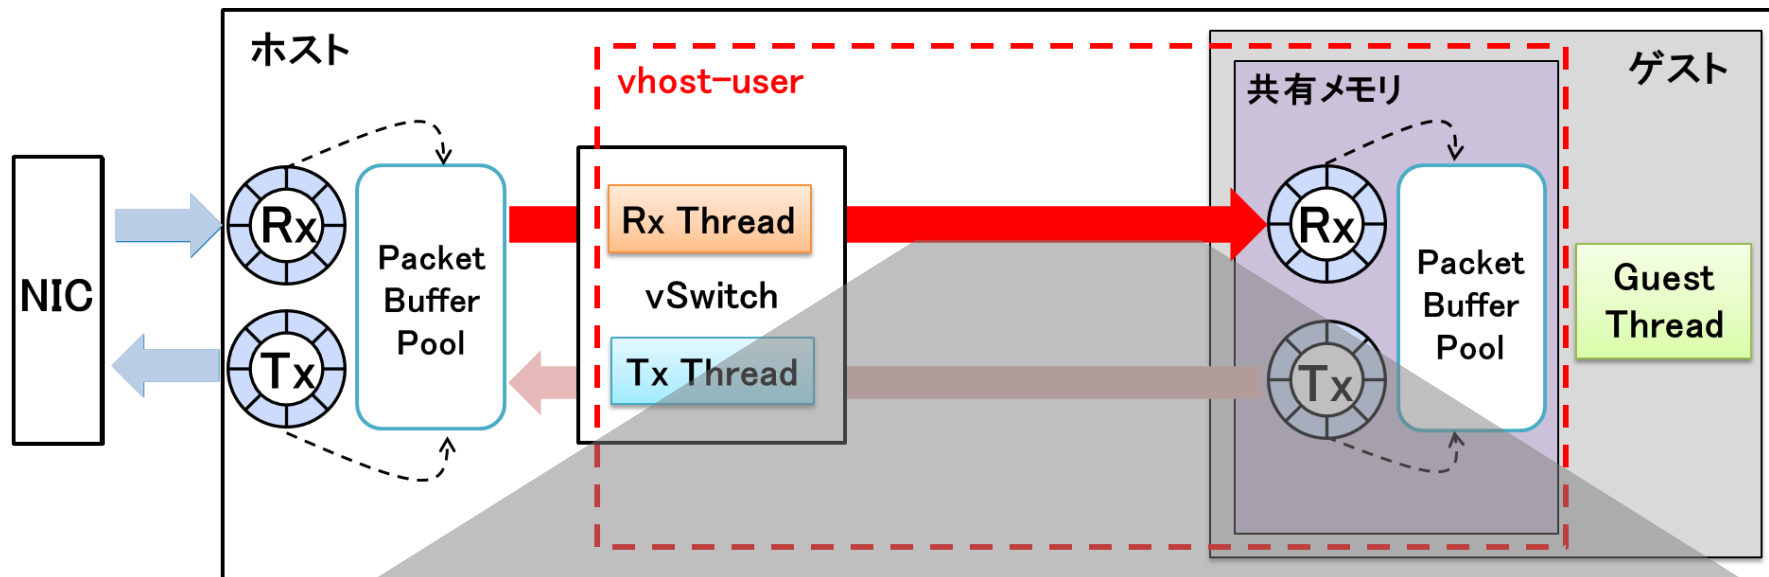 ホスト
vhost-user
ゲスト
共有メモリ
NIC
Rx
Tx
Packet
Buffer
Pool
Rx Thread
vSwitch
Tx Thread
Rx
Tx
Packet
Buffer
Pool
Guest
Thread